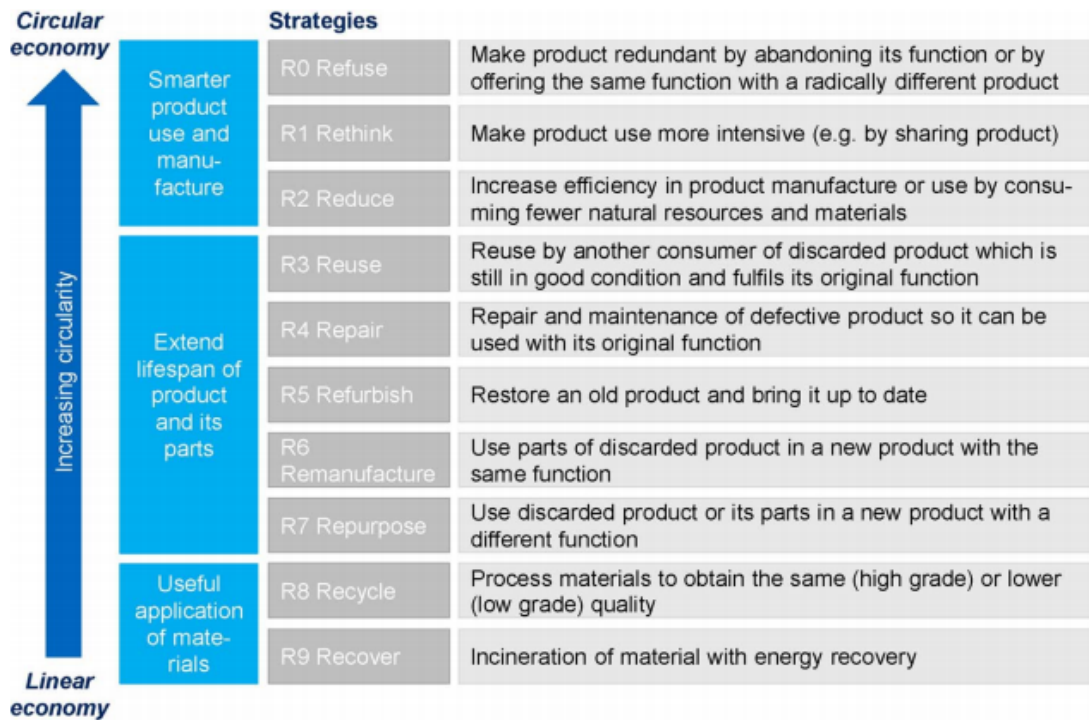 Circular
economy
Strategies
Smarter
product
use and
manu-
facture
R0 Refuse
Make product redundant by abandoning its function or by
offering the same function with a radically different product
R1 Rethink
Make product use more intensive (e.g. by sharing product)
R2 Reduce
Increase efficiency in product manufacture or use by consu-
ming fewer natural resources and materials
Increasing circularity
Extend
lifespan of
product
and its
parts
R3 Reuse
Reuse by another consumer of discarded product which is
still in good condition and fulfils its original function
R4 Repair
Repair and maintenance of defective product so it can be
used with its original function
R5 Refurbish
Restore an old product and bring it up to date
R6
Remanufacture
Use parts of discarded product in a new product with the
same function
R7 Repurpose
Use discarded product or its parts in a new product with a
different function
Useful
application
of mate-
rials
R8 Recycle
Process materials to obtain the same (high grade) or lower
(low grade) quality
R9 Recover
Incineration of material with energy recovery
Linear
economy